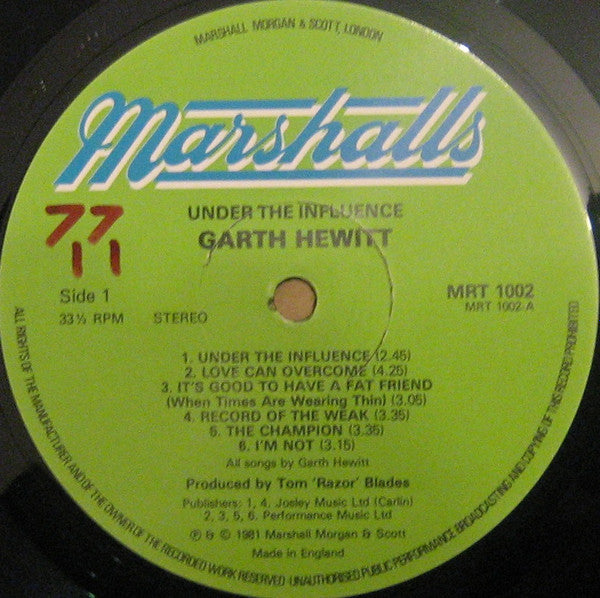 MARSHALL MORGAN & SCOTT, LONDON
Marshalls
UNDER THE INFLUENCE
GARTH HEWITT
77
11
Side 1
33⅓ RPM STEREO
MRT 1002
MRT 1002-A
1. UNDER THE INFLUENCE (2.45)
2. LOVE CAN OVERCOME (4.25)
3. IT'S GOOD TO HAVE A FAT FRIEND
(When Times Are Wearing Thin) (3.05)
4. RECORD OF THE WEAK (3.35)
5. THE CHAMPION (3.35)
6. I'M NOT (3.15)
All songs by Garth Hewitt
Produced by Tom 'Razor' Blades
Publishers: 1, 4. Josley Music Ltd (Carlin)
2, 3, 5, 6. Performance Music Ltd
℗ & © 1981 Marshall Morgan & Scott
Made in England
ALL RIGHTS OF THE MANUFACTURER AND OF THE OWNER OF THE RECORDED WORK RESERVED UNAUTHORISED PUBLIC PERFORMANCE BROADCASTING AND COPYING OF THIS RECORD PROHIBITED